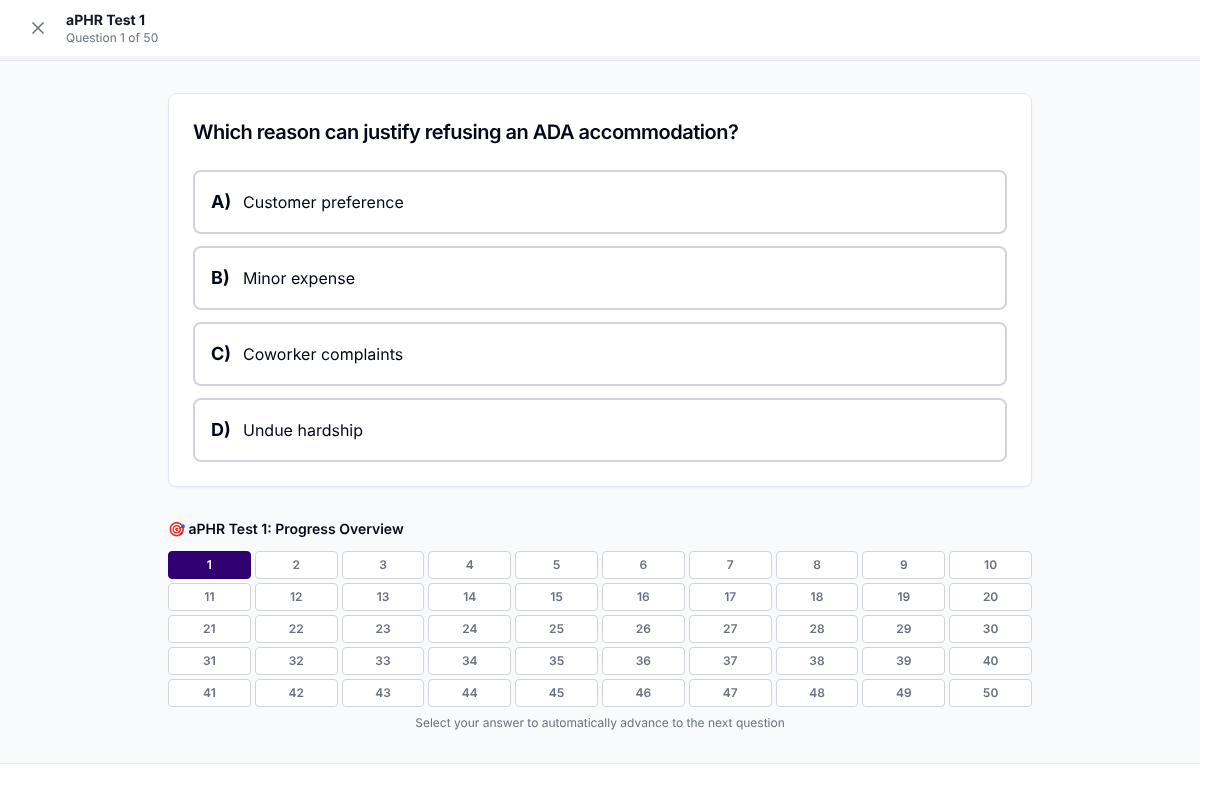 aPHR Test 1
Question 1 of 50
Which reason can justify refusing an ADA accommodation?
A) Customer preference
B) Minor expense
C) Coworker complaints
D) Undue hardship
🎯 aPHR Test 1: Progress Overview
1 2 3 4 5 6 7 8 9 10
11 12 13 14 15 16 17 18 19 20
21 22 23 24 25 26 27 28 29 30
31 32 33 34 35 36 37 38 39 40
41 42 43 44 45 46 47 48 49 50
Select your answer to automatically advance to the next question